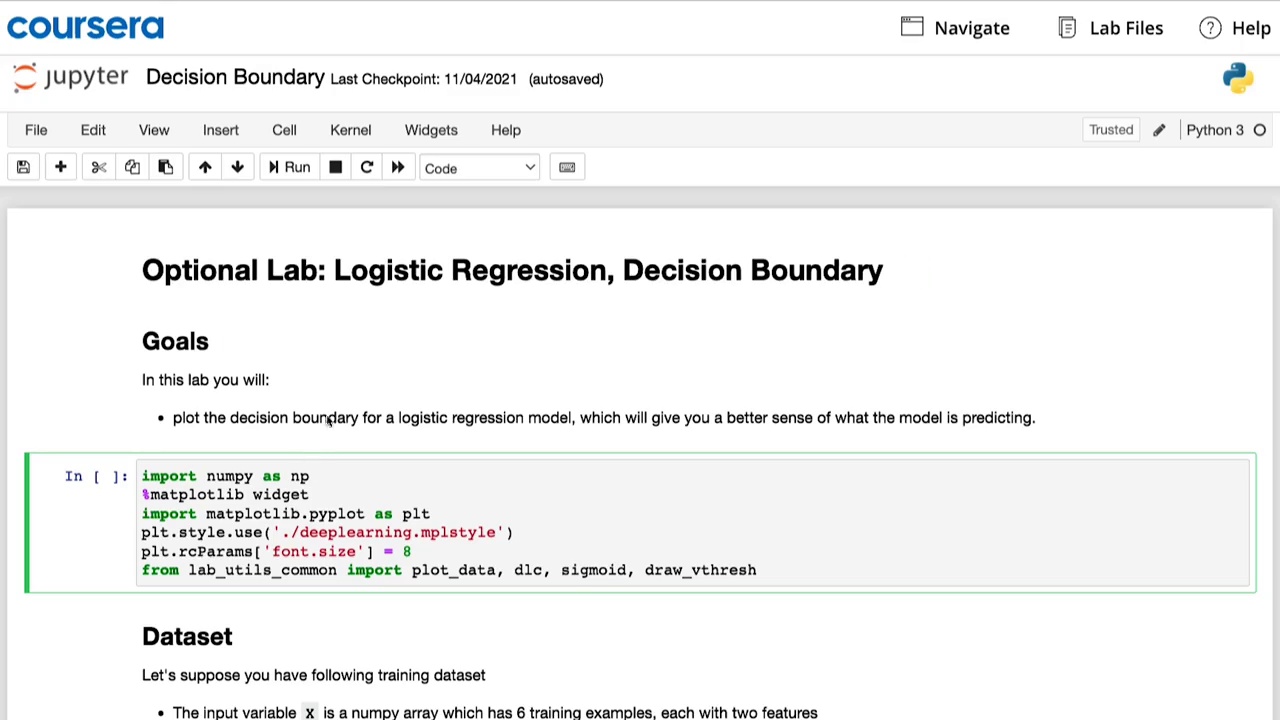 coursera Navigate Lab Files Help
jupyter Decision Boundary Last Checkpoint: 11/04/2021 (autosaved)
File Edit View Insert Cell Kernel Widgets Help Trusted Python 3
Run Code
Optional Lab: Logistic Regression, Decision Boundary
Goals
In this lab you will:
• plot the decision boundary for a logistic regression model, which will give you a better sense of what the model is predicting.
In [ ]: import numpy as np
%matplotlib widget
import matplotlib.pyplot as plt
plt.style.use('./deeplearning.mplstyle')
plt.rcParams['font.size'] = 8
from lab_utils_common import plot_data, dlc, sigmoid, draw_vthresh
Dataset
Let's suppose you have following training dataset
• The input variable X is a numpy array which has 6 training examples, each with two features